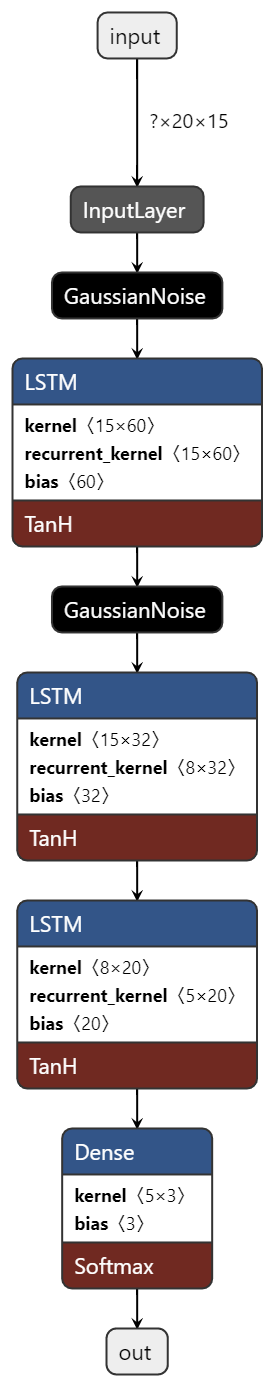 input
?×20×15
InputLayer
GaussianNoise
LSTM
kernel〈15×60〉
recurrent_kernel〈15×60〉
bias〈60〉
TanH
GaussianNoise
LSTM
kernel〈15×32〉
recurrent_kernel〈8×32〉
bias〈32〉
TanH
LSTM
kernel〈8×20〉
recurrent_kernel〈5×20〉
bias〈20〉
TanH
Dense
kernel〈5×3〉
bias〈3〉
Softmax
out